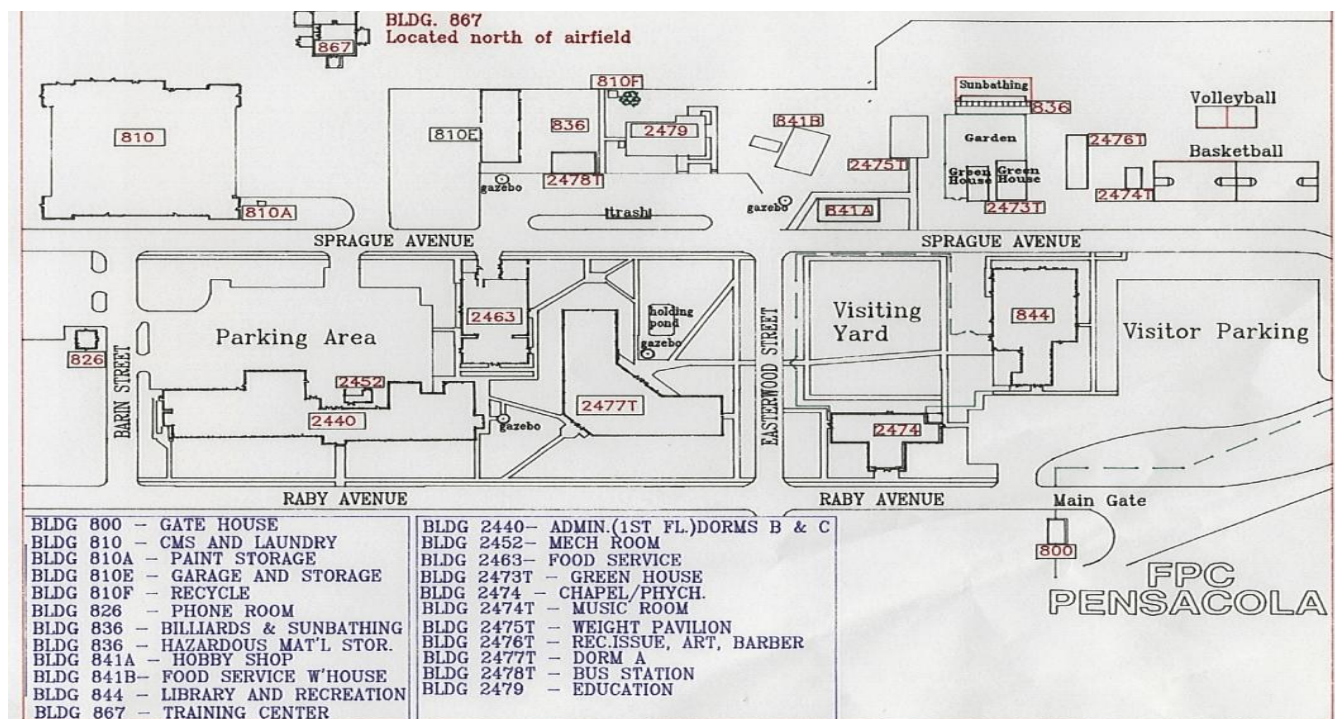 BLDG. 867
Located north of airfield
867
810F
Sunbathing
836
Volleyball
810
810E
836
2479
841B
Garden
2476T
Basketball
2475T
Green House
Green House
2478T
gazebo
2474T
810A
trash
gazebo
841A
2473T
SPRAGUE AVENUE
SPRAGUE AVENUE
2463
holding pond
Visiting Yard
844
Parking Area
Visitor Parking
826
gazebo
BARIN STREET
EASTERWOOD STREET
2452
2440
gazebo
2477T
2474
RABY AVENUE
RABY AVENUE
Main Gate
800
FPC
PENSACOLA
BLDG 800 – GATE HOUSE
BLDG 810 – CMS AND LAUNDRY
BLDG 810A – PAINT STORAGE
BLDG 810E – GARAGE AND STORAGE
BLDG 810F – RECYCLE
BLDG 826 – PHONE ROOM
BLDG 836 – BILLIARDS & SUNBATHING
BLDG 836 – HAZARDOUS MAT'L STOR.
BLDG 841A – HOBBY SHOP
BLDG 841B– FOOD SERVICE W'HOUSE
BLDG 844 – LIBRARY AND RECREATION
BLDG 867 – TRAINING CENTER
BLDG 2440– ADMIN.(1ST FL.)DORMS B & C
BLDG 2452– MECH ROOM
BLDG 2463– FOOD SERVICE
BLDG 2473T – GREEN HOUSE
BLDG 2474 – CHAPEL/PHYCH.
BLDG 2474T – MUSIC ROOM
BLDG 2475T – WEIGHT PAVILION
BLDG 2476T – REC.ISSUE, ART, BARBER
BLDG 2477T – DORM A
BLDG 2478T – BUS STATION
BLDG 2479 – EDUCATION